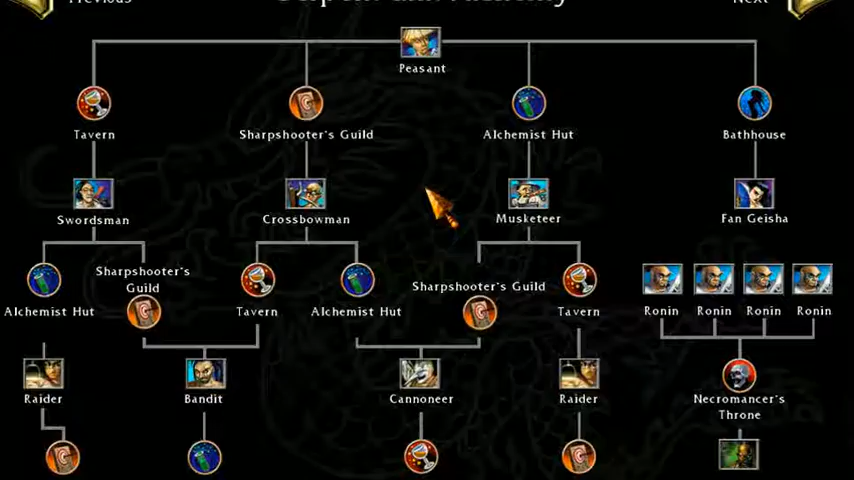 Previous
Next
Peasant
Tavern
Sharpshooter's Guild
Alchemist Hut
Bathhouse
Swordsman
Crossbowman
Musketeer
Fan Geisha
Alchemist Hut
Sharpshooter's
Guild
Tavern
Alchemist Hut
Sharpshooter's Guild
Tavern
Ronin
Ronin
Ronin
Ronin
Raider
Bandit
Cannoneer
Raider
Necromancer's
Throne